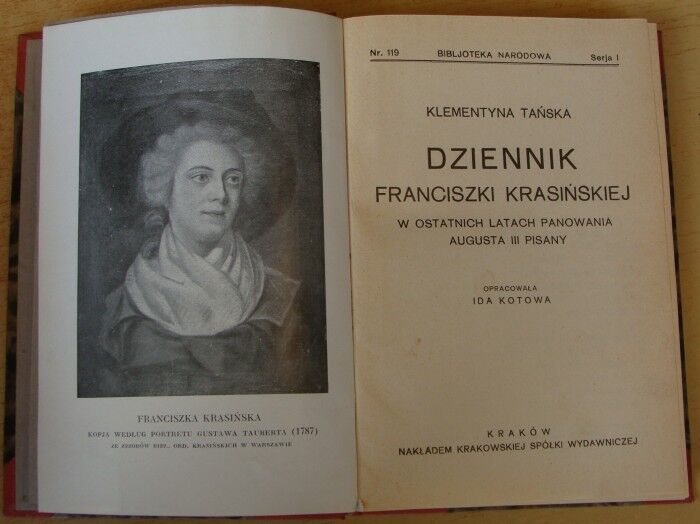 FRANCISZKA KRASIŃSKA
KOPJA WEDŁUG PORTRETU GUSTAWA TAUBERTA (1787)
ZE ZBIORÓW BIBL. ORD. KRASIŃSKICH W WARSZAWIE
Nr. 119 BIBLJOTEKA NARODOWA Serja I
KLEMENTYNA TAŃSKA
DZIENNIK
FRANCISZKI KRASIŃSKIEJ
W OSTATNICH LATACH PANOWANIA
AUGUSTA III PISANY
OPRACOWAŁA
IDA KOTOWA
KRAKÓW
NAKŁADEM KRAKOWSKIEJ SPÓŁKI WYDAWNICZEJ